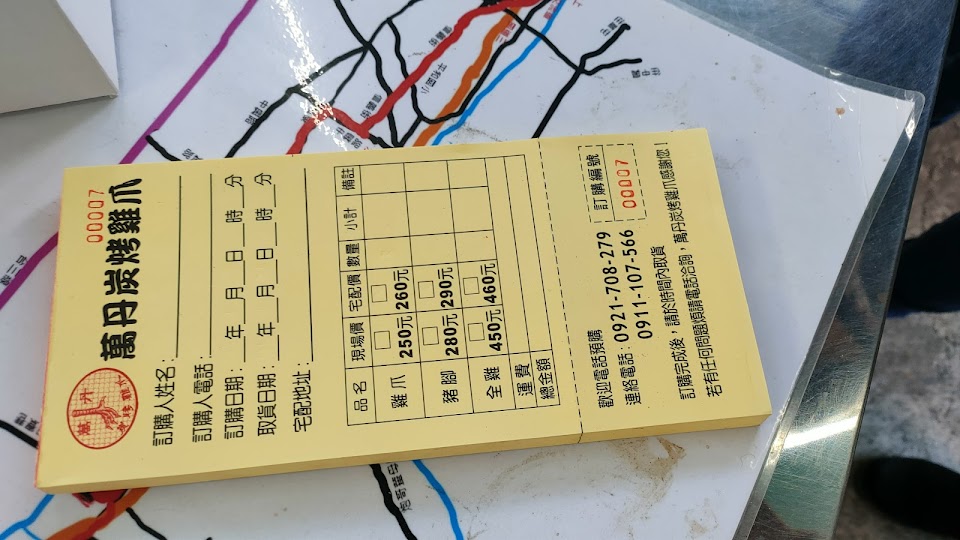 00007
萬丹炭烤雞爪
訂購人姓名：
訂購人電話：
訂購日期： 年 月 日 時 分
取貨日期： 年 月 日 時 分
宅配地址：
品名 現場價 宅配價 數量 小計 備註
雞爪 250元 260元
豬腳 280元 290元
全雞 450元 460元
運費
總金額
歡迎電話預購
連絡電話：0921-708-279
0911-107-566
訂購編號
00007
訂購完成後，請於時間內取貨
若有任何問題煩請電話洽詢，萬丹炭烤雞爪感謝您！